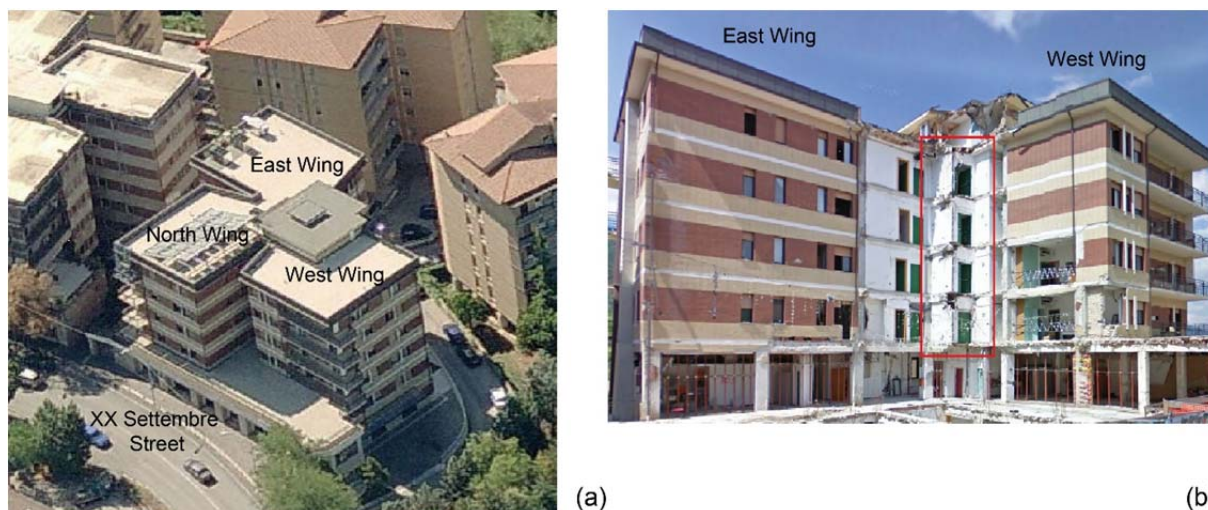 East Wing
North Wing
West Wing
XX Settembre
Street
(a)
East Wing
West Wing
(b